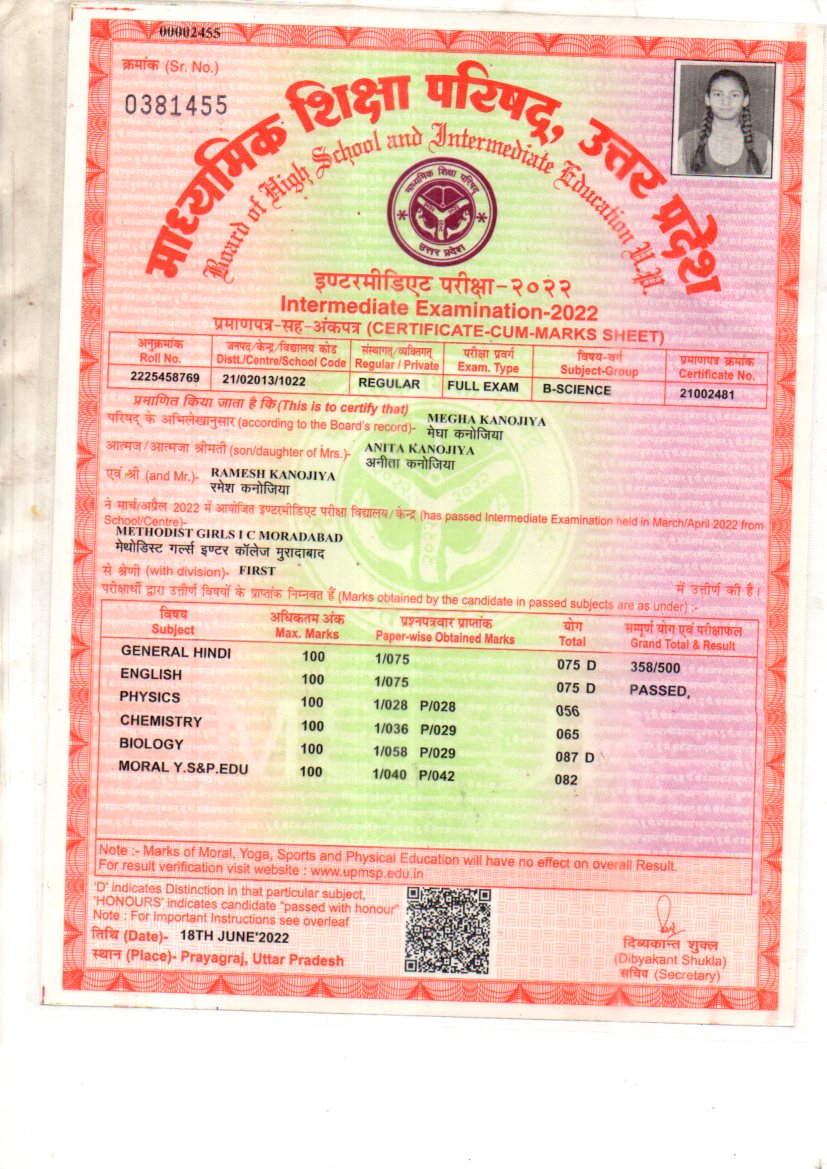 00002455
क्रमांक (Sr. No.)
0381455
माध्यमिक शिक्षा परिषद्, उत्तर प्रदेश
Board of High School and Intermediate Education U.P.
माध्यमिक शिक्षा परिषद्
उत्तर प्रदेश
इण्टरमीडिएट परीक्षा-२०२२
Intermediate Examination-2022
प्रमाणपत्र-सह-अंकपत्र (CERTIFICATE-CUM-MARKS SHEET)
अनुक्रमांक जनपद/केन्द्र/विद्यालय कोड संस्थागत्/व्यक्तिगत् परीक्षा प्रवर्ग विषय-वर्ग प्रमाणपत्र क्रमांक
Roll No. Distt./Centre/School Code Regular / Private Exam. Type Subject-Group Certificate No.
2225458769 21/02013/1022 REGULAR FULL EXAM B-SCIENCE 21002481
प्रमाणित किया जाता है कि (This is to certify that)
परिषद् के अभिलेखानुसार (according to the Board's record)- MEGHA KANOJIYA
मेघा कनोजिया
आत्मज/आत्मजा श्रीमती (son/daughter of Mrs.)- ANITA KANOJIYA
अनीता कनोजिया
एवं श्री (and Mr.)- RAMESH KANOJIYA
रमेश कनोजिया
ने मार्च/अप्रैल 2022 में आयोजित इण्टरमीडिएट परीक्षा विद्यालय/केन्द्र (has passed Intermediate Examination held in March/April 2022 from
School/Centre)-
METHODIST GIRLS I C MORADABAD
मेथोडिस्ट गर्ल्स इण्टर कॉलेज मुरादाबाद
से श्रेणी (with division)- FIRST में उत्तीर्ण की है।
परीक्षार्थी द्वारा उत्तीर्ण विषयों के प्राप्तांक निम्नवत हैं (Marks obtained by the candidate in passed subjects are as under) :-
विषय अधिकतम अंक प्रश्नपत्रवार प्राप्तांक योग सम्पूर्ण योग एवं परीक्षाफल
Subject Max. Marks Paper-wise Obtained Marks Total Grand Total & Result
GENERAL HINDI 100 1/075 075 D 358/500
ENGLISH 100 1/075 075 D PASSED,
PHYSICS 100 1/028 P/028 056
CHEMISTRY 100 1/036 P/029 065
BIOLOGY 100 1/058 P/029 087 D
MORAL Y.S&P.EDU 100 1/040 P/042 082
Note :- Marks of Moral, Yoga, Sports and Physical Education will have no effect on overall Result.
For result verification visit website : www.upmsp.edu.in
'D' indicates Distinction in that particular subject,
'HONOURS' indicates candidate "passed with honour"
Note : For Important Instructions see overleaf
तिथि (Date)- 18TH JUNE'2022
स्थान (Place)- Prayagraj, Uttar Pradesh
दिव्यकान्त शुक्ल
(Dibyakant Shukla)
सचिव (Secretary)